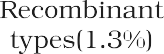 Recombinant
types(1.3%)